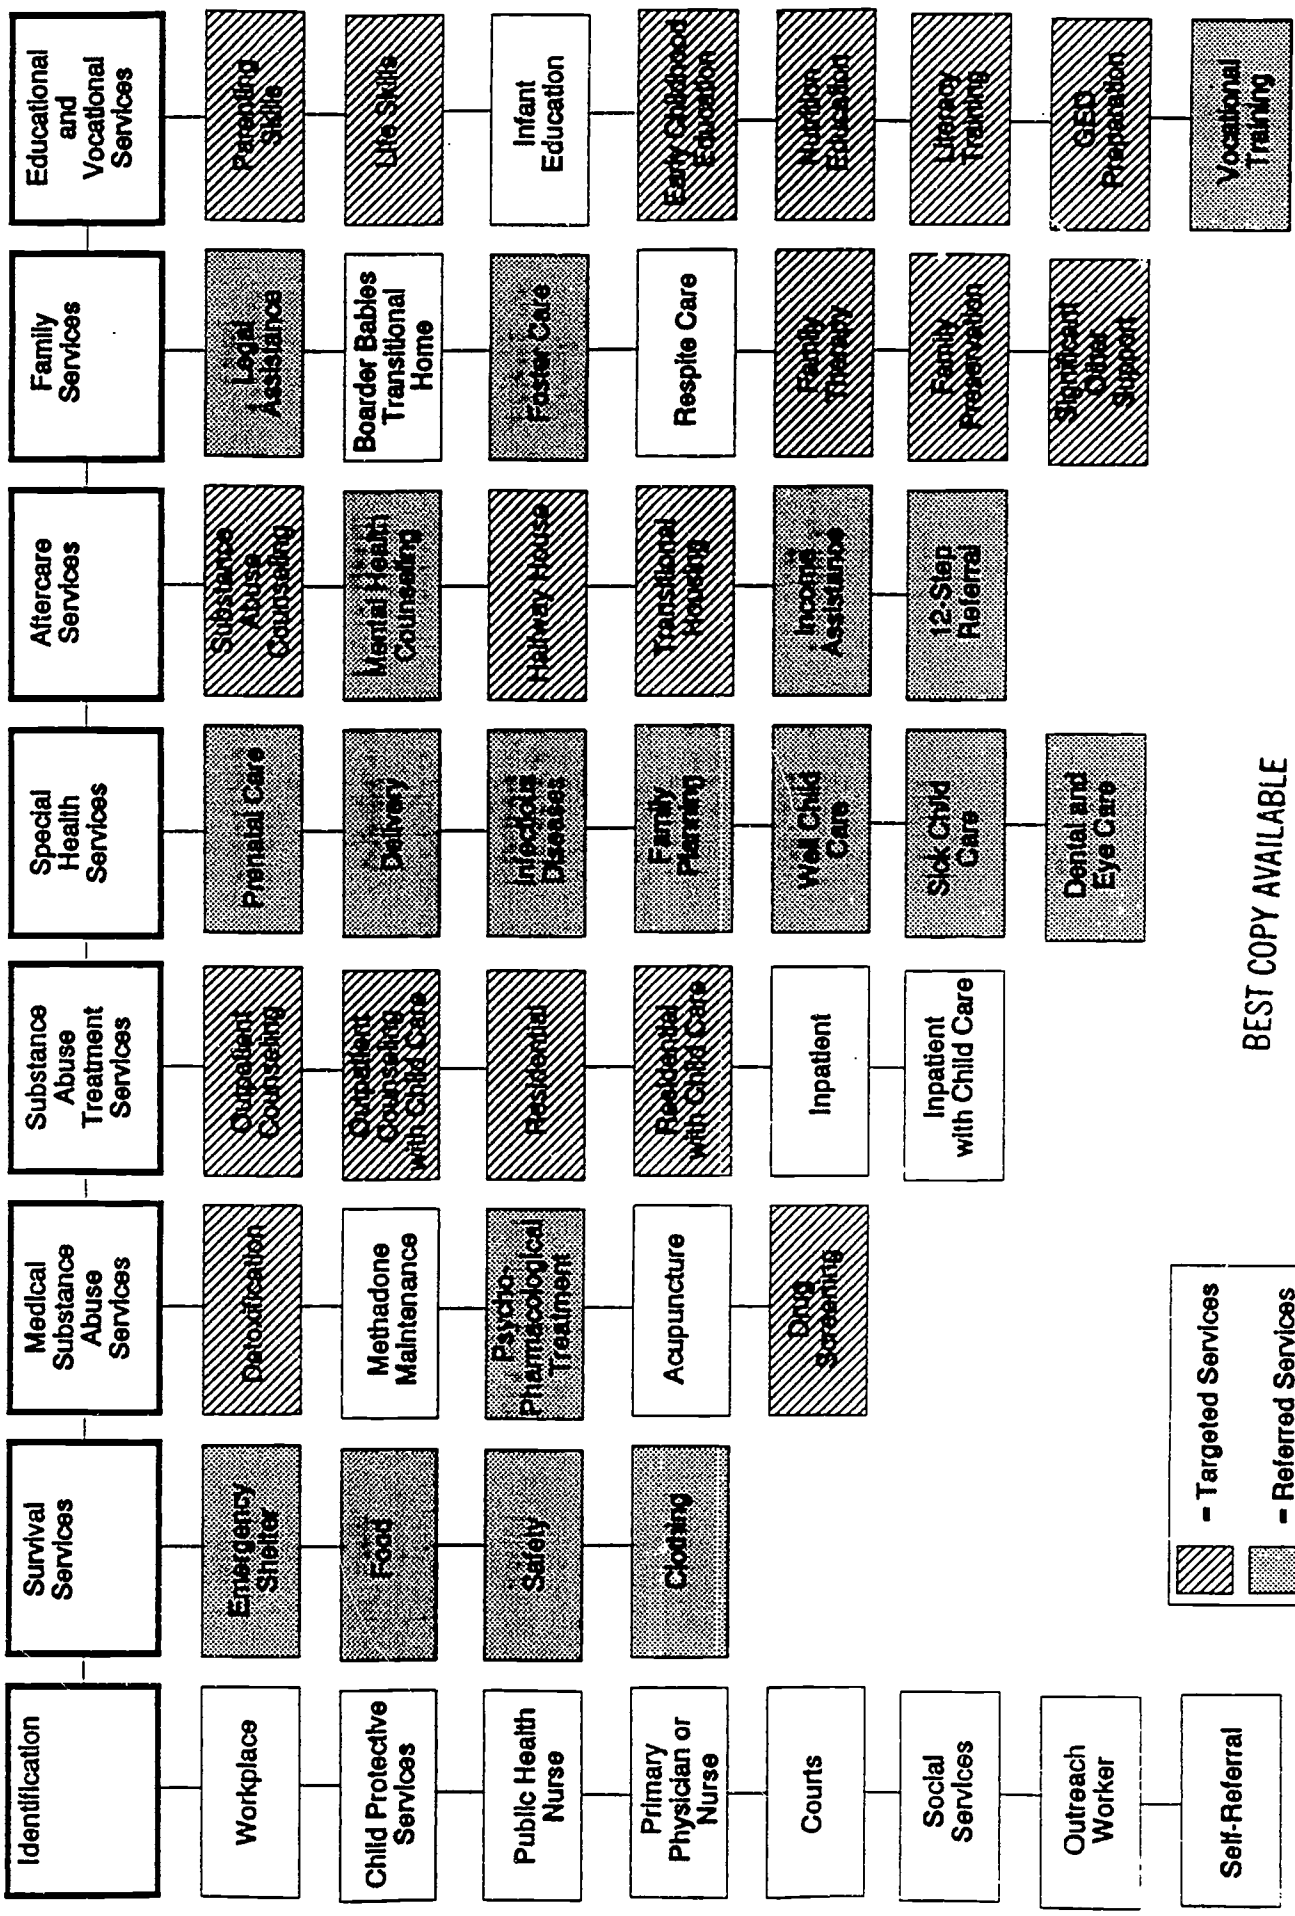 Identification
Workplace
Child Protective
Services
Public Health
Nurse
Primary
Physician or
Nurse
Courts
Social
Services
Outreach
Worker
Self-Referral
Survival
Services
Emergency
Shelter
Food
Safety
Clothing
Medical
Substance
Abuse
Services
Detoxification
Methadone
Maintenance
Psycho-
Pharmacological
Treatment
Acupuncture
Drug
Screening
Substance
Abuse
Treatment
Services
Outpatient
Counseling
Outpatient
Counseling
with Child Care
Residential
Residential
with Child Care
Inpatient
Inpatient
with Child Care
Special
Health
Services
Prenatal Care
Delivery
Infectious
Diseases
Family
Planning
Well Child
Care
Sick Child
Care
Dental and
Eye Care
Aftercare
Services
Substance
Abuse
Counseling
Mental Health
Counseling
Halfway House
Transitional
Housing
Income
Assistance
12-Step
Referral
Family
Services
Legal
Assistance
Boarder Babies
Transitional
Home
Foster Care
Respite Care
Family
Therapy
Family
Preservation
Significant
Other
Support
Educational
and
Vocational
Services
Parenting
Skills
Life Skills
Infant
Education
Early Childhood
Education
Nutrition
Education
Literacy
Training
GED
Preparation
Vocational
Training
= Targeted Services
= Referred Services
BEST COPY AVAILABLE